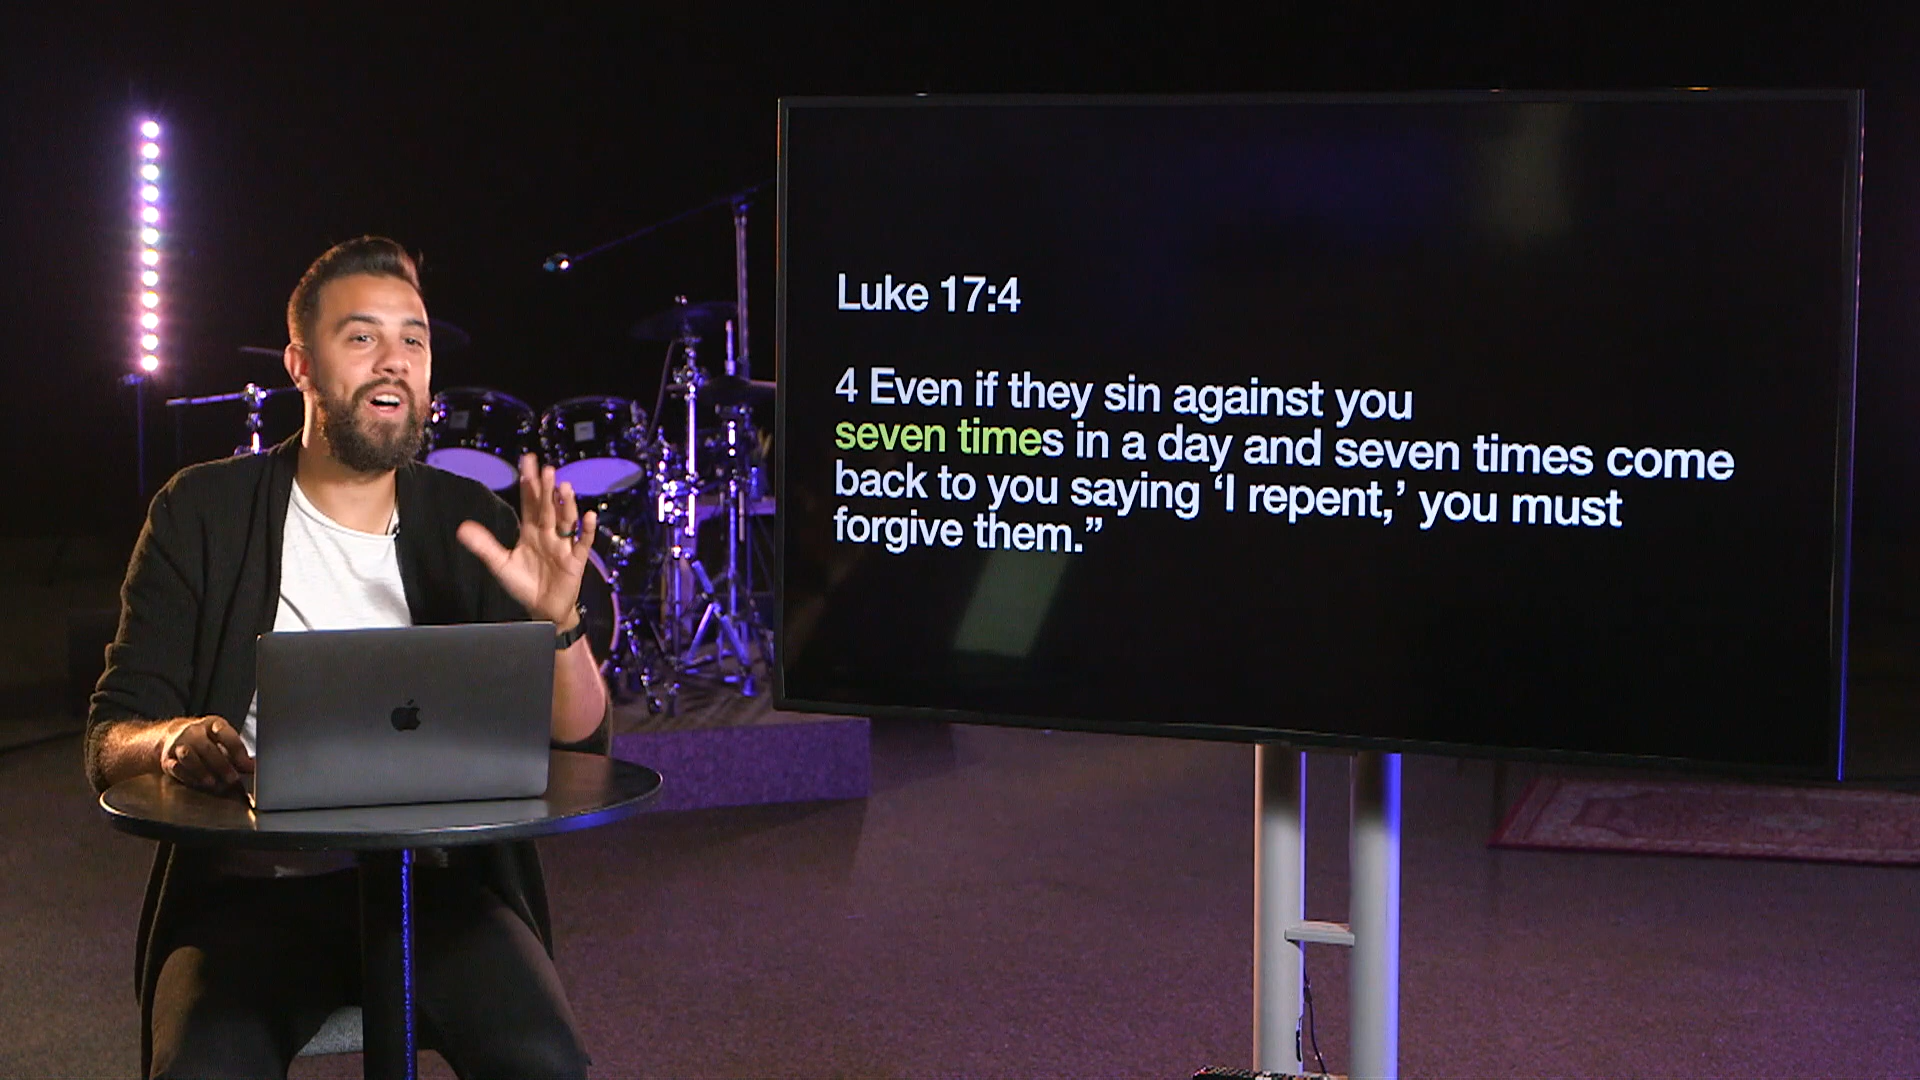 Luke 17:4
4 Even if they sin against you
seven times in a day and seven times come
back to you saying ‘I repent,’ you must
forgive them.”